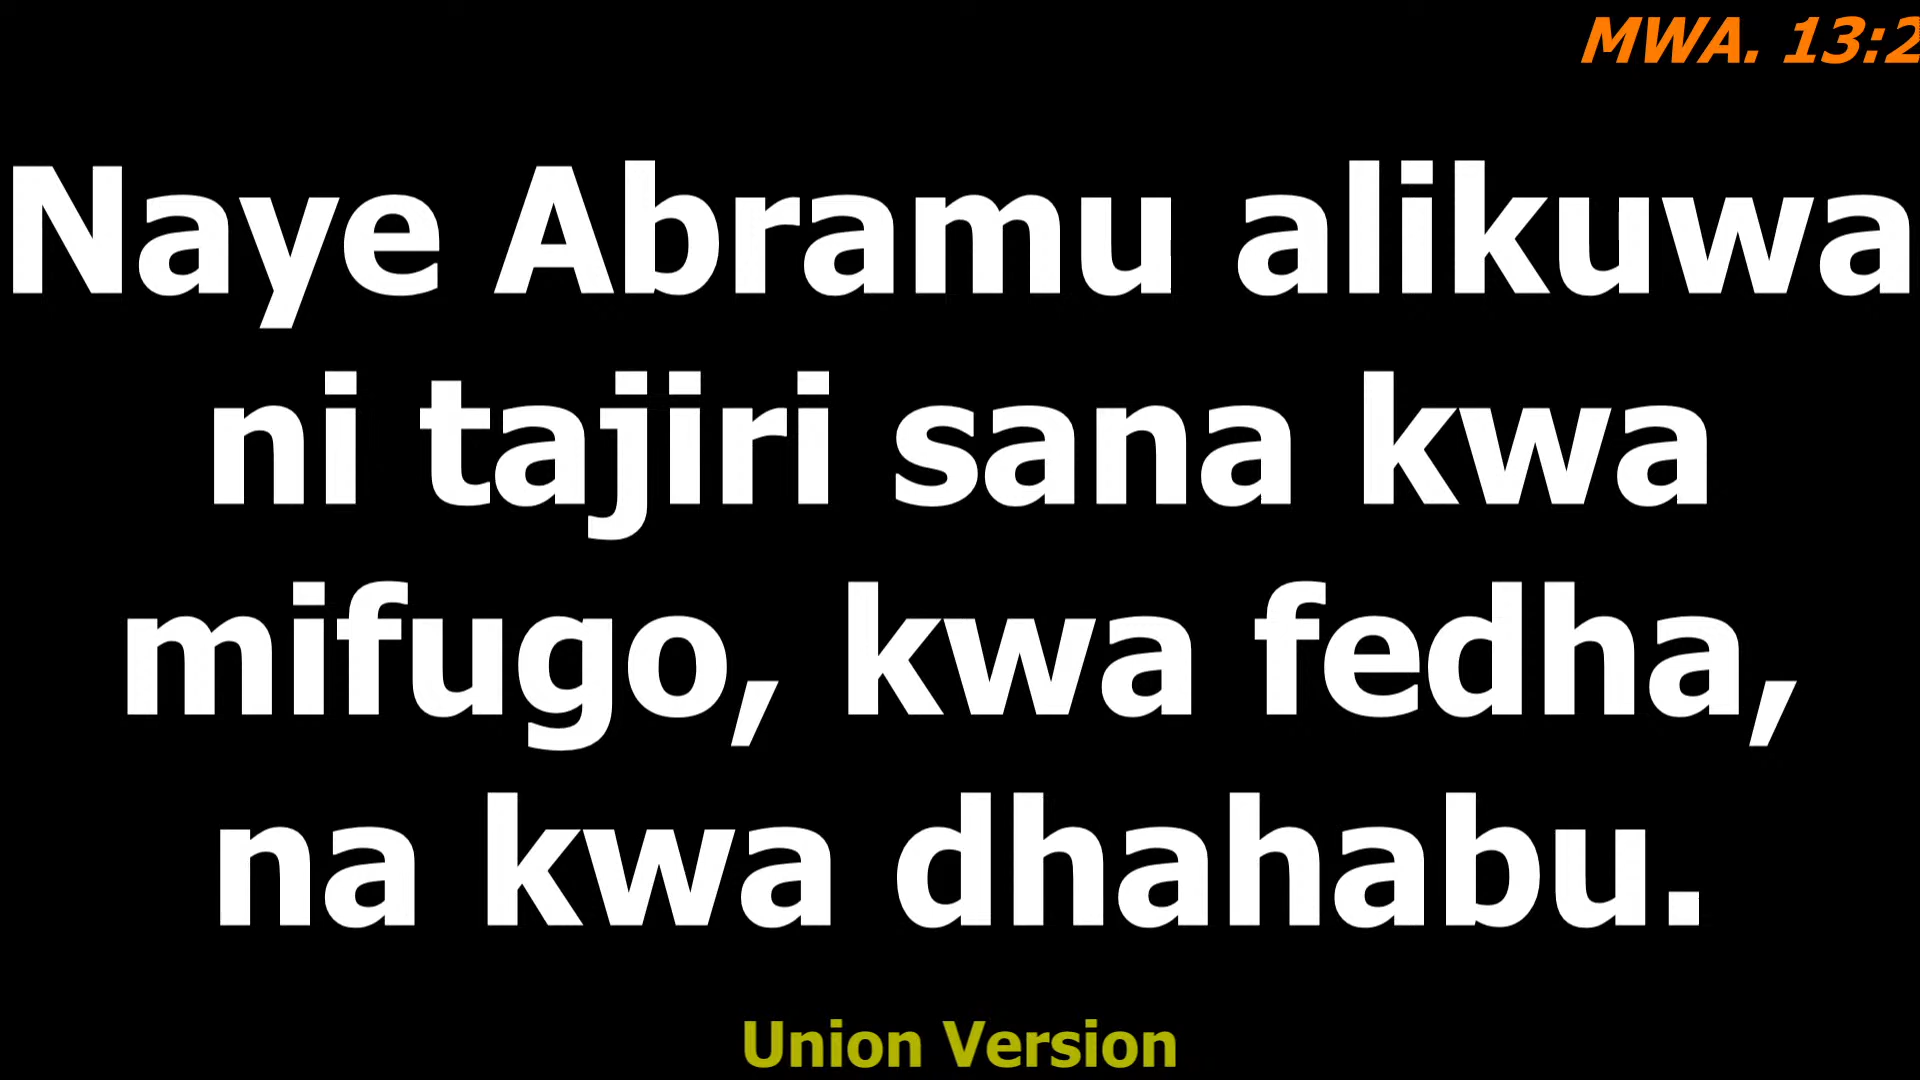 MWA. 13:2
Naye Abramu alikuwa
ni tajiri sana kwa
mifugo, kwa fedha,
na kwa dhahabu.
Union Version